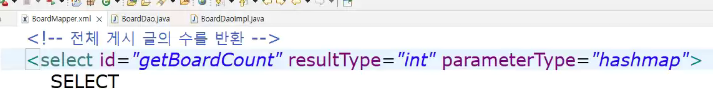 BoardMapper.xml BoardDao.java BoardDaoImpl.java
<!-- 전체 게시 글의 수를 반환 -->
<select id="getBoardCount" resultType="int" parameterType="hashmap">
SELECT